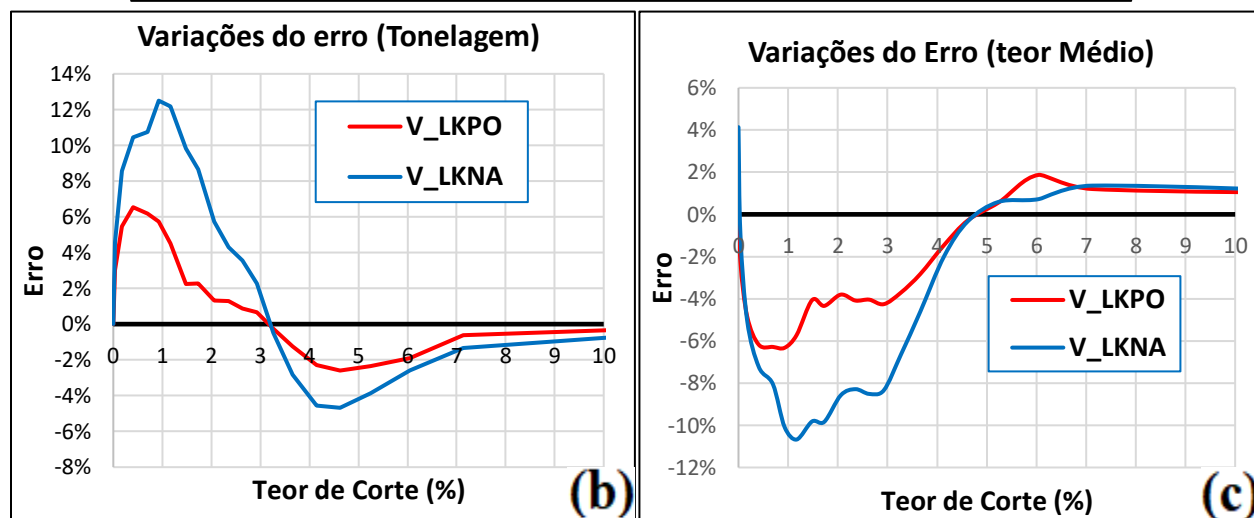 Variações do erro (Tonelagem)
14%
12%
10%
8%
6%
4%
2%
0%
-2%
-4%
-6%
-8%
Erro
V_LKPO
V_LKNA
0 1 2 3 4 5 6 7 8 9 10
Teor de Corte (%)
(b)
Variações do Erro (teor Médio)
6%
4%
2%
0%
-2%
-4%
-6%
-8%
-10%
-12%
Erro
0 1 2 3 4 5 6 7 8 9 10
V_LKPO
V_LKNA
Teor de Corte (%)
(c)